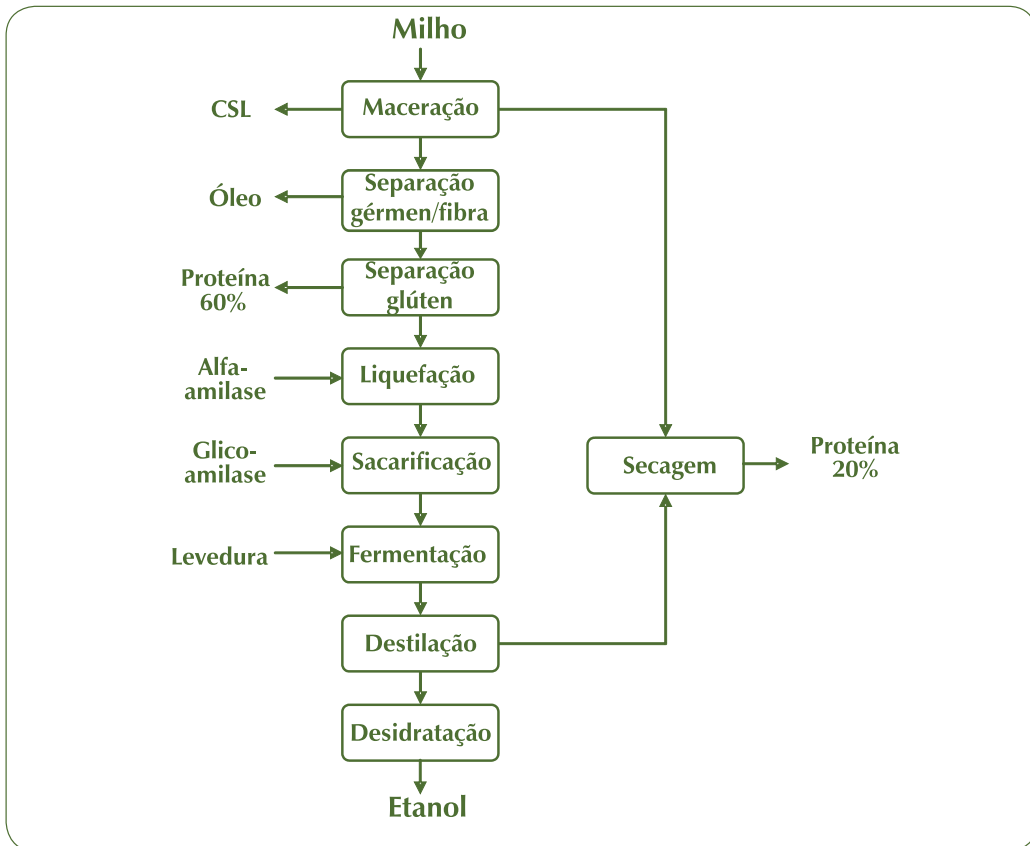 Milho
CSL
Maceração
Óleo
Separação
gérmen/fibra
Proteína
60%
Separação
glúten
Alfa-
amilase
Liquefação
Glico-
amilase
Sacarificação
Secagem
Proteína
20%
Levedura
Fermentação
Destilação
Desidratação
Etanol